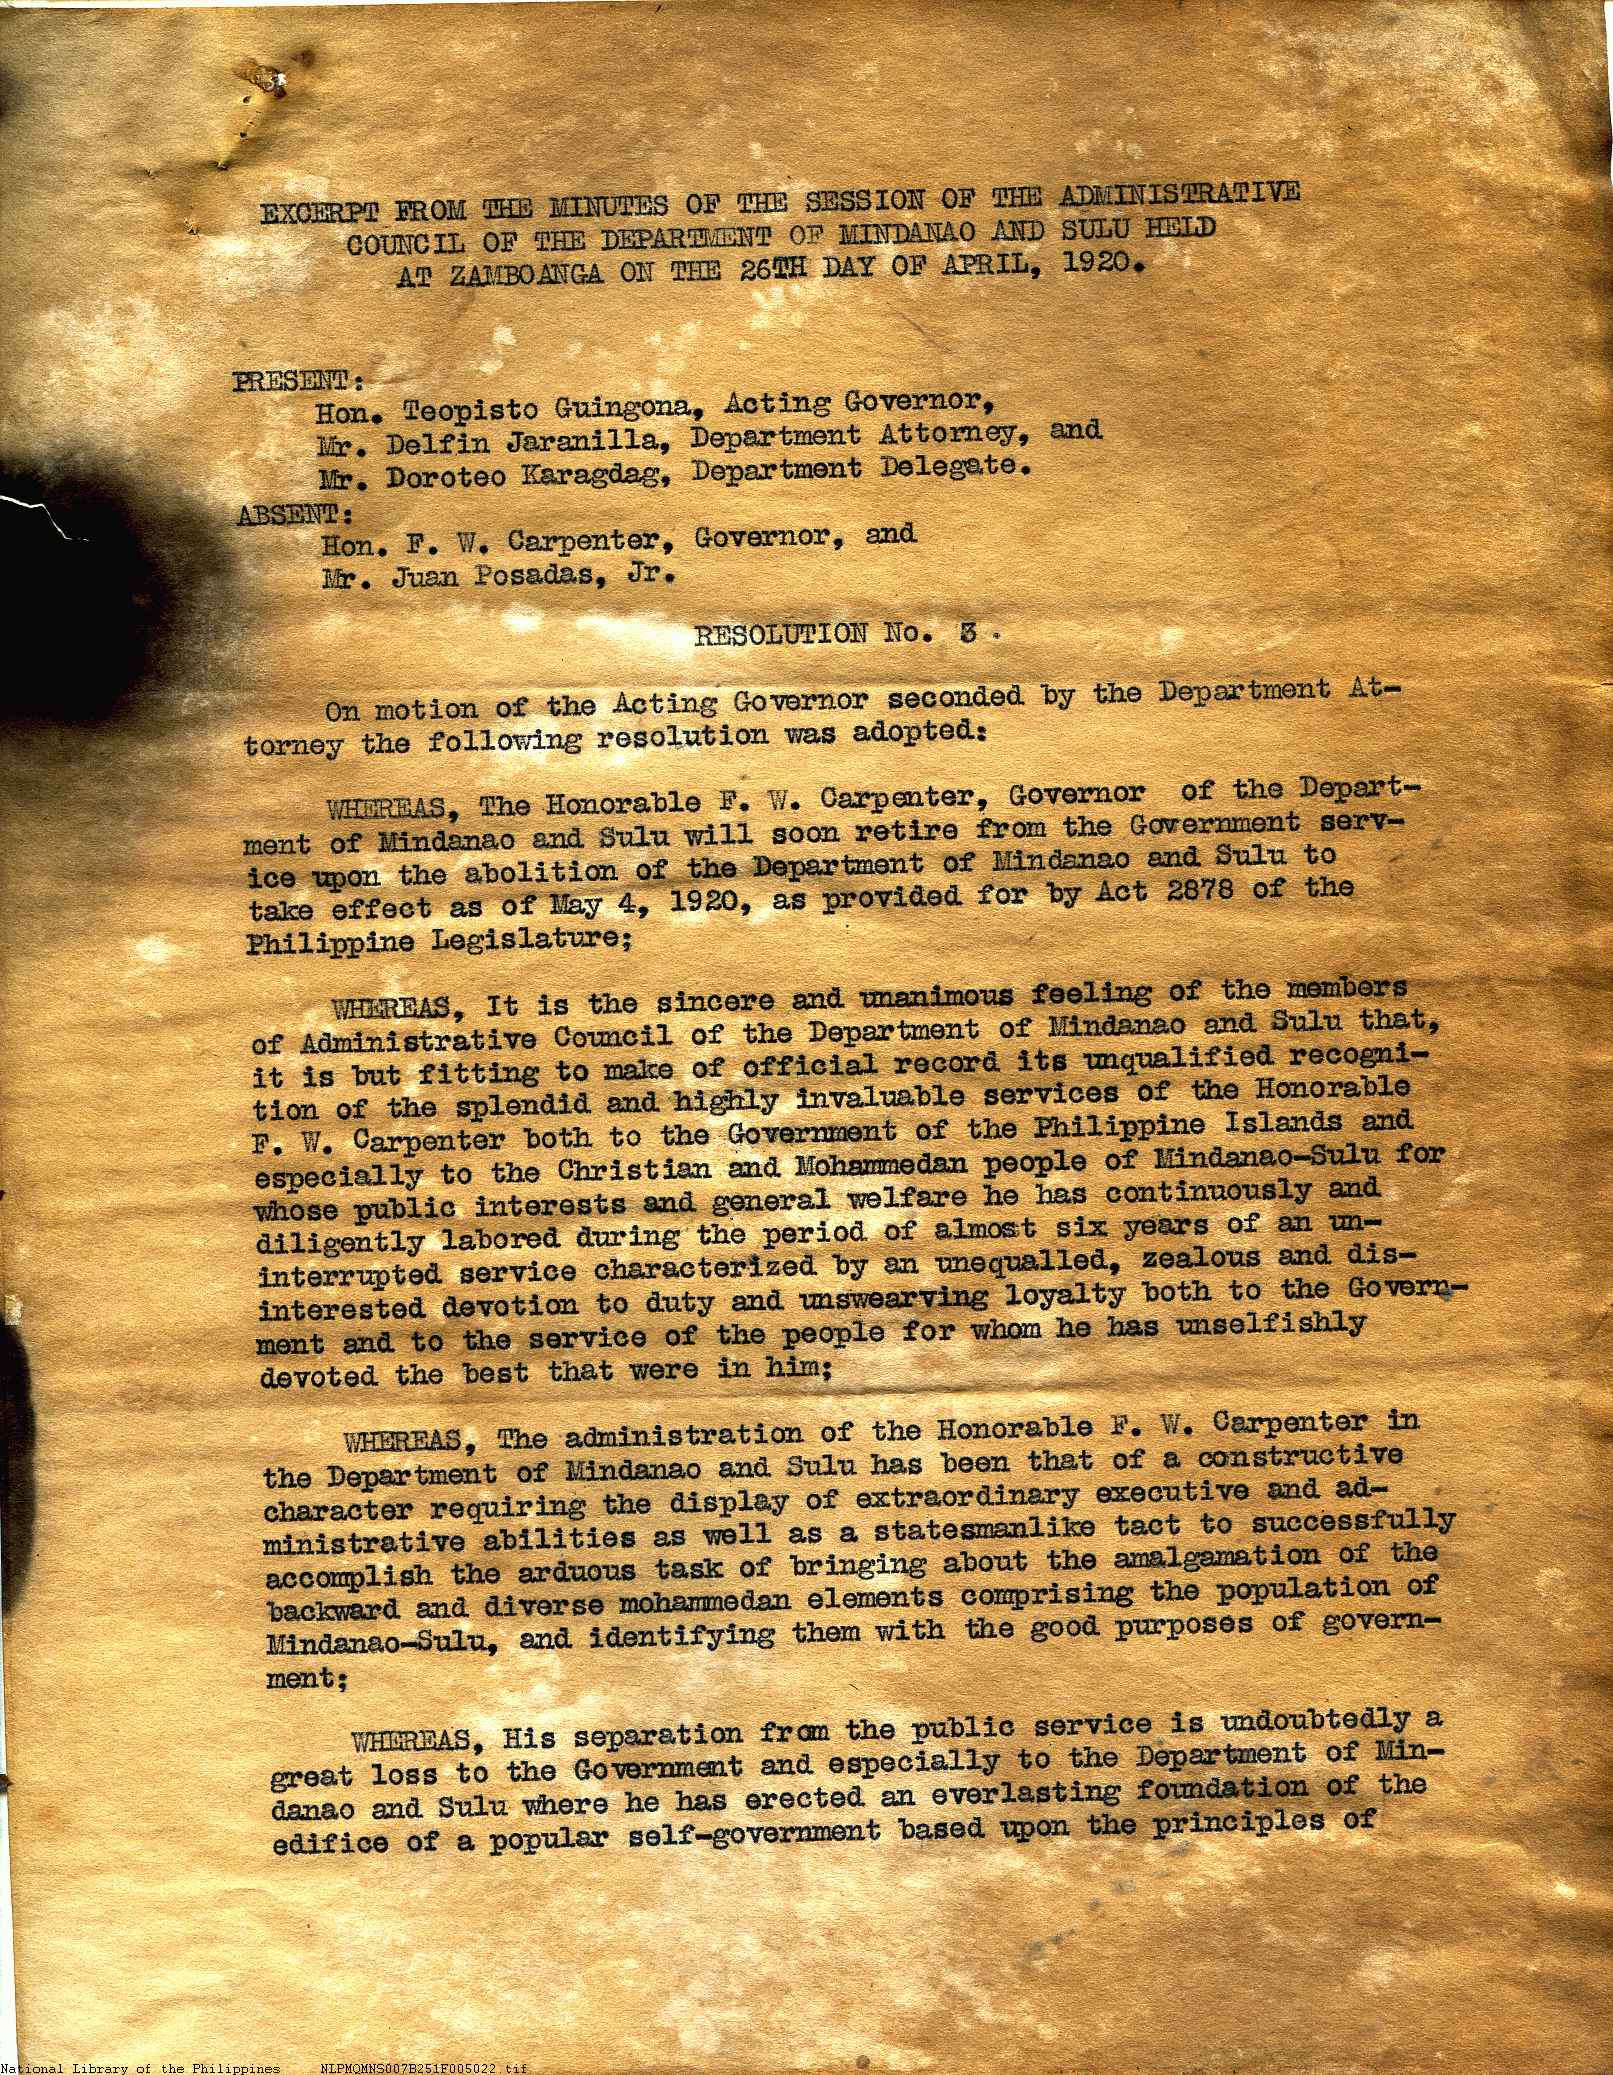 EXCERPT FROM THE MINUTES OF THE SESSION OF THE ADMINISTRATIVE
COUNCIL OF THE DEPARTMENT OF MINDANAO AND SULU HELD
AT ZAMBOANGA ON THE 26TH DAY OF APRIL, 1920.
PRESENT:
Hon. Teopisto Guingona, Acting Governor,
Mr. Delfin Jaranilla, Department Attorney, and
Mr. Doroteo Karagdag, Department Delegate.
ABSENT:
Hon. F. W. Carpenter, Governor, and
Mr. Juan Posadas, Jr.
RESOLUTION No. 3 .
On motion of the Acting Governor seconded by the Department At-
torney the following resolution was adopted:
WHEREAS, The Honorable F. W. Carpenter, Governor of the Depart-
ment of Mindanao and Sulu will soon retire from the Government serv-
ice upon the abolition of the Department of Mindanao and Sulu to
take effect as of May 4, 1920, as provided for by Act 2878 of the
Philippine Legislature;
WHEREAS, It is the sincere and unanimous feeling of the members
of Administrative Council of the Department of Mindanao and Sulu that,
it is but fitting to make of official record its unqualified recogni-
tion of the splendid and highly invaluable services of the Honorable
F. W. Carpenter both to the Government of the Philippine Islands and
especially to the Christian and Mohammedan people of Mindanao-Sulu for
whose public interests and general welfare he has continuously and
diligently labored during the period of almost six years of an un-
interrupted service characterized by an unequalled, zealous and dis-
interested devotion to duty and unswearving loyalty both to the Govern-
ment and to the service of the people for whom he has unselfishly
devoted the best that were in him;
WHEREAS, The administration of the Honorable F. W. Carpenter in
the Department of Mindanao and Sulu has been that of a constructive
character requiring the display of extraordinary executive and ad-
ministrative abilities as well as a statesmanlike tact to successfully
accomplish the arduous task of bringing about the amalgamation of the
backward and diverse mohammedan elements comprising the population of
Mindanao-Sulu, and identifying them with the good purposes of govern-
ment;
WHEREAS, His separation from the public service is undoubtedly a
great loss to the Government and especially to the Department of Min-
danao and Sulu where he has erected an everlasting foundation of the
edifice of a popular self-government based upon the principles of
National Library of the Philippines NLPMQMNS007B251F005022.tif